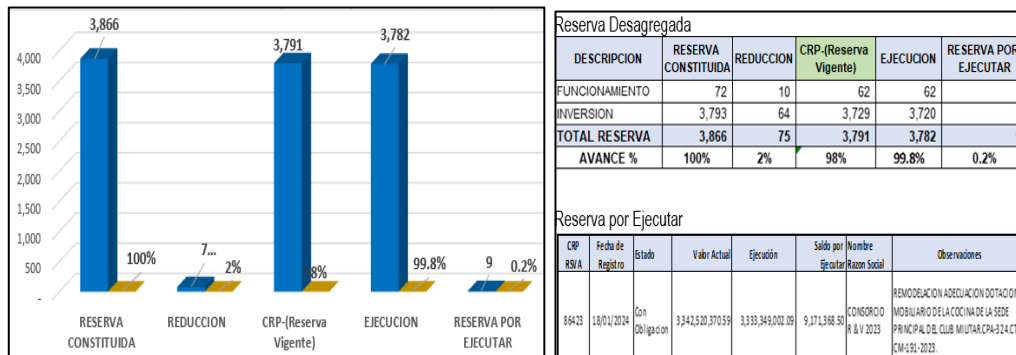 3,866
3,791
3,782
4,000
3,500
3,000
2,500
2,000
1,500
1,000
500
-
100%
7...
2%
8%
99.8%
9
0.2%
RESERVA CONSTITUIDA
REDUCCION
CRP-(Reserva Vigente)
EJECUCION
RESERVA POR EJECUTAR
Reserva Desagregada
DESCRIPCION RESERVA CONSTITUIDA REDUCCION CRP-(Reserva Vigente) EJECUCION RESERVA POR EJECUTAR
FUNCIONAMIENTO 72 10 62 62
INVERSION 3,793 64 3,729 3,720
TOTAL RESERVA 3,866 75 3,791 3,782
AVANCE % 100% 2% 98% 99.8% 0.2%
Reserva por Ejecutar
CRP RSVA Fecha de Registro Estado Valor Actual Ejecución Saldo por Ejecutar Nombre Razon Social Observaciones
86423 18/01/2024 Con Obligacion 3,342,520,370.59 3,333,349,002.09 9,171,368.50 CONSORCIO R & V 2023
REMODELACION ADECUACION DOTACION
MOBILIARIO DE LA COCINA DE LA SEDE
PRINCIPAL DEL CLUB MILITAR.CPA-324.CT
CM-191-2023.